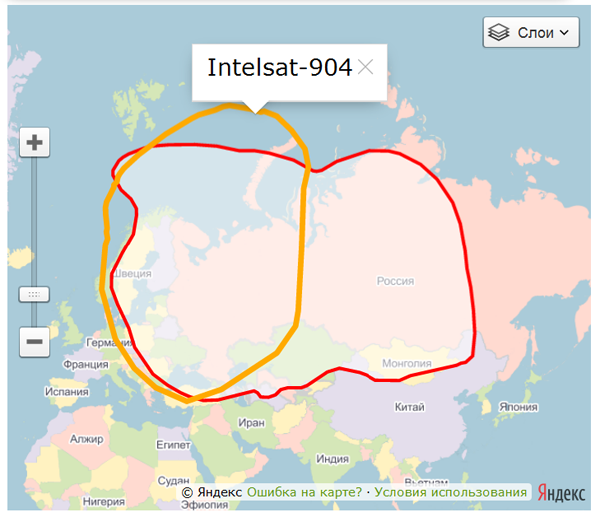 Intelsat-904
Слои
Швеция
Россия
Германия
Франция
Монголия
Испания
Китай
Япония
Иран
Алжир
Египет
Индия
Судан
Вьетнам
Нигерия
Эфиопия
© Яндекс Ошибка на карте? · Условия использования
Яндекс